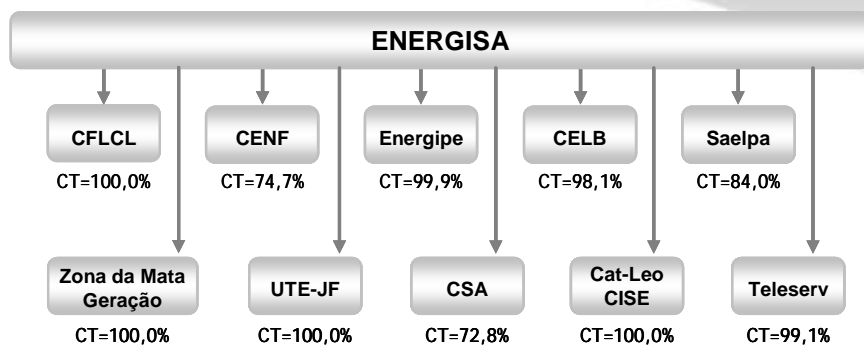 ENERGISA
CFLCL
CENF
Energipe
CELB
Saelpa
CT=100,0%
CT=74,7%
CT=99,9%
CT=98,1%
CT=84,0%
Zona da Mata
Geração
UTE-JF
CSA
Cat-Leo
CISE
Teleserv
CT=100,0%
CT=100,0%
CT=72,8%
CT=100,0%
CT=99,1%